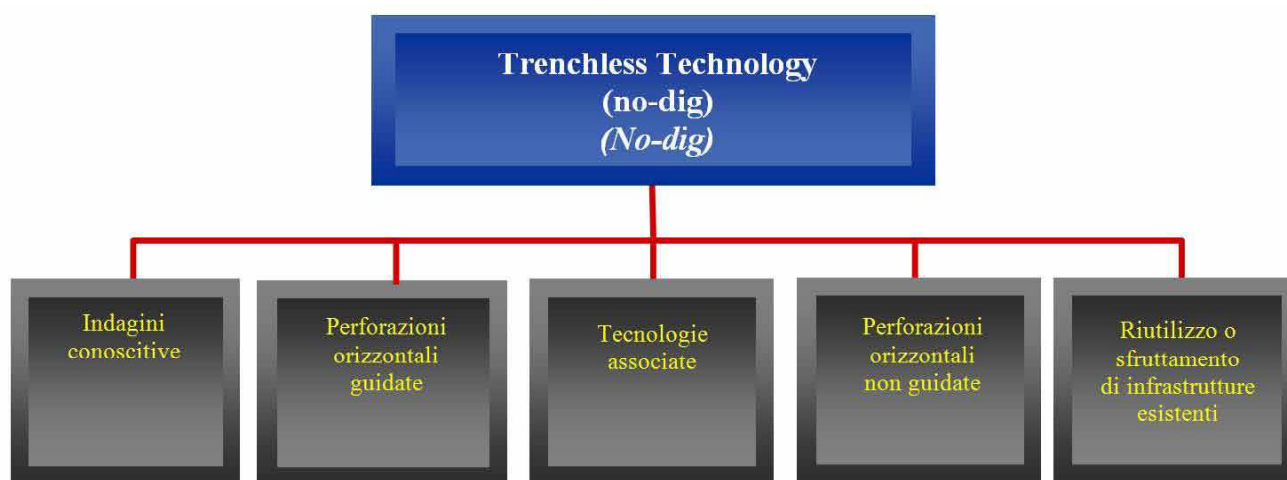 Trenchless Technology
(no-dig)
(No-dig)
Indagini
conoscitive
Perforazioni
orizzontali
guidate
Tecnologie
associate
Perforazioni
orizzontali
non guidate
Riutilizzo o
sfruttamento
di infrastrutture
esistenti